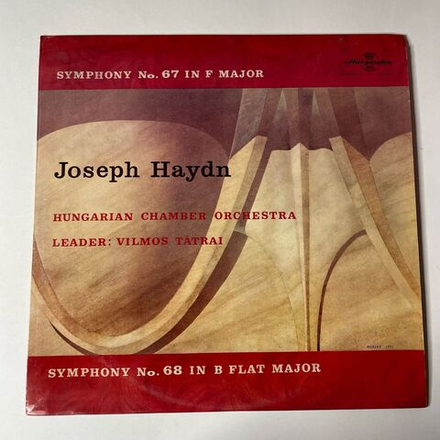 Hungaroton
SYMPHONY No. 67 IN F MAJOR
Joseph Haydn
HUNGARIAN CHAMBER ORCHESTRA
LEADER: VILMOS TÁTRAI
SYMPHONY No. 68 IN B FLAT MAJOR